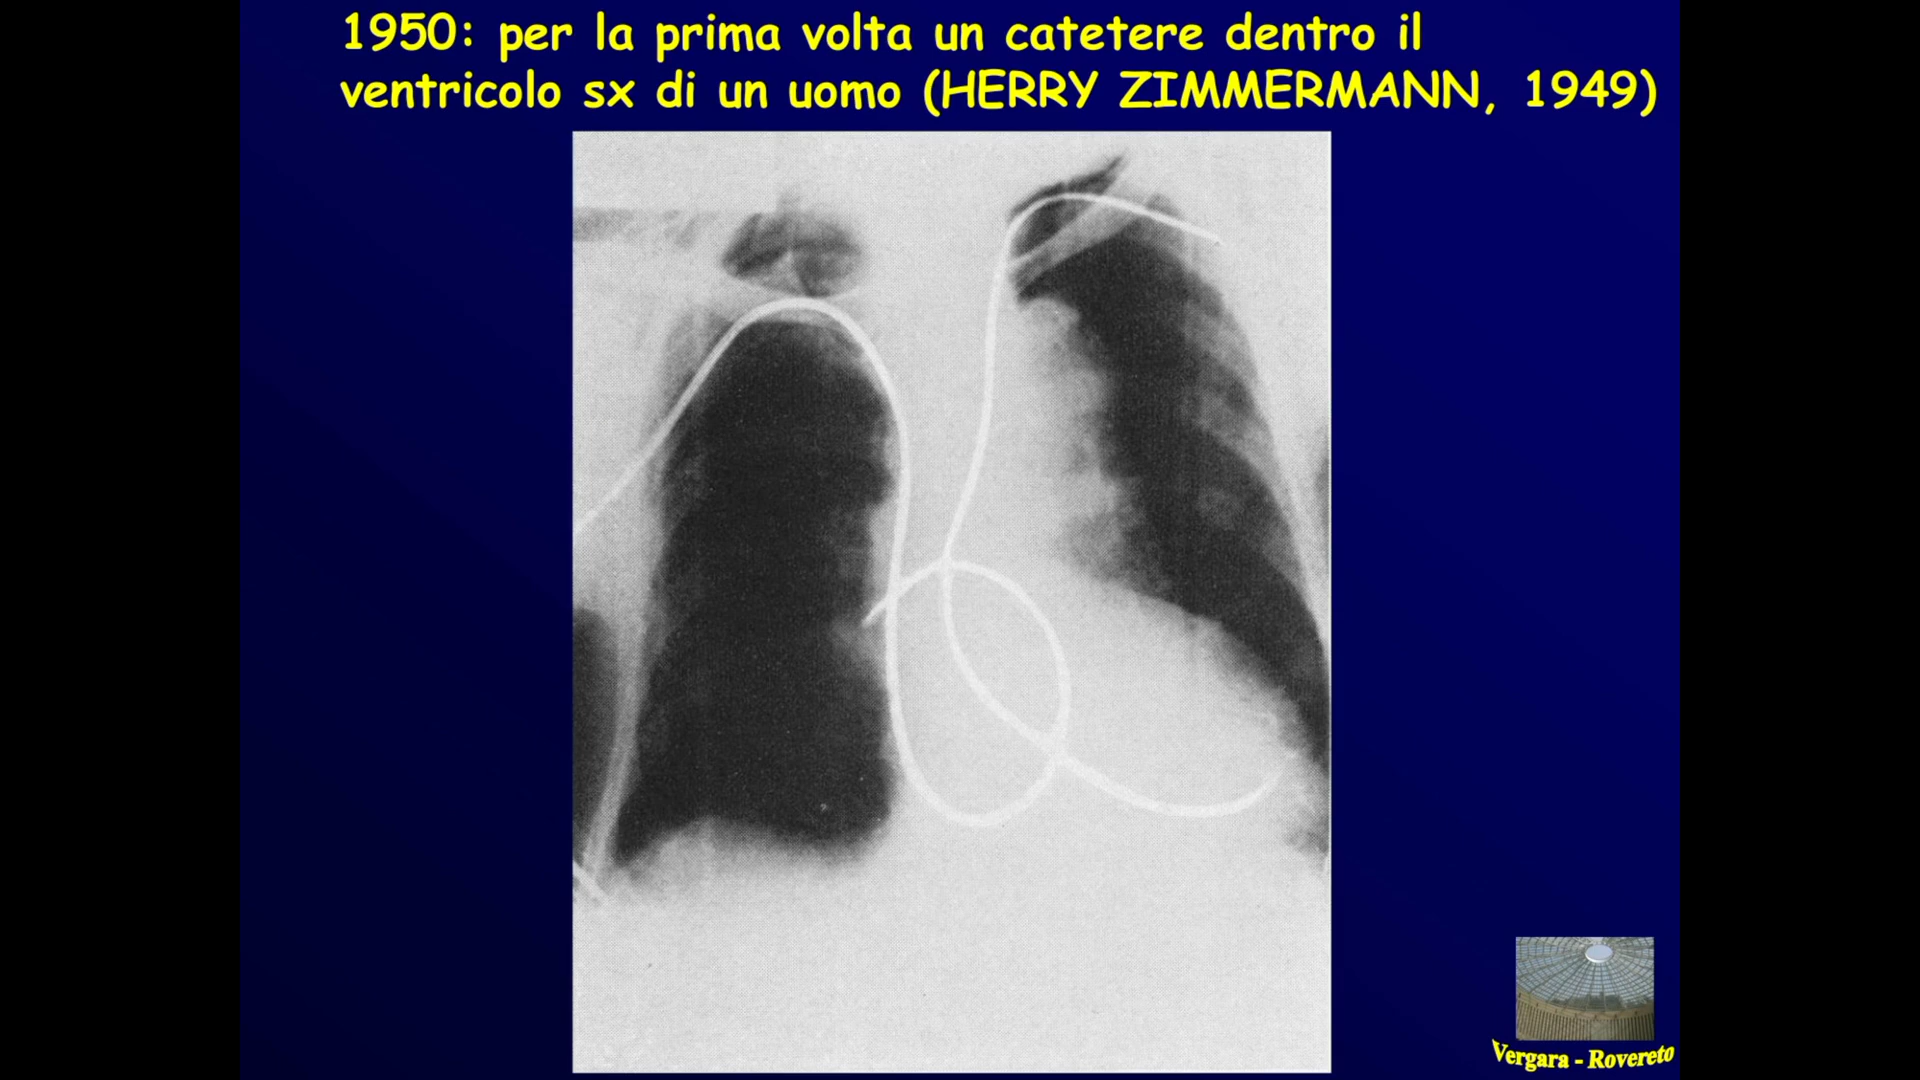 1950: per la prima volta un catetere dentro il
ventricolo sx di un uomo (HERRY ZIMMERMANN, 1949)
Vergara - Rovereto